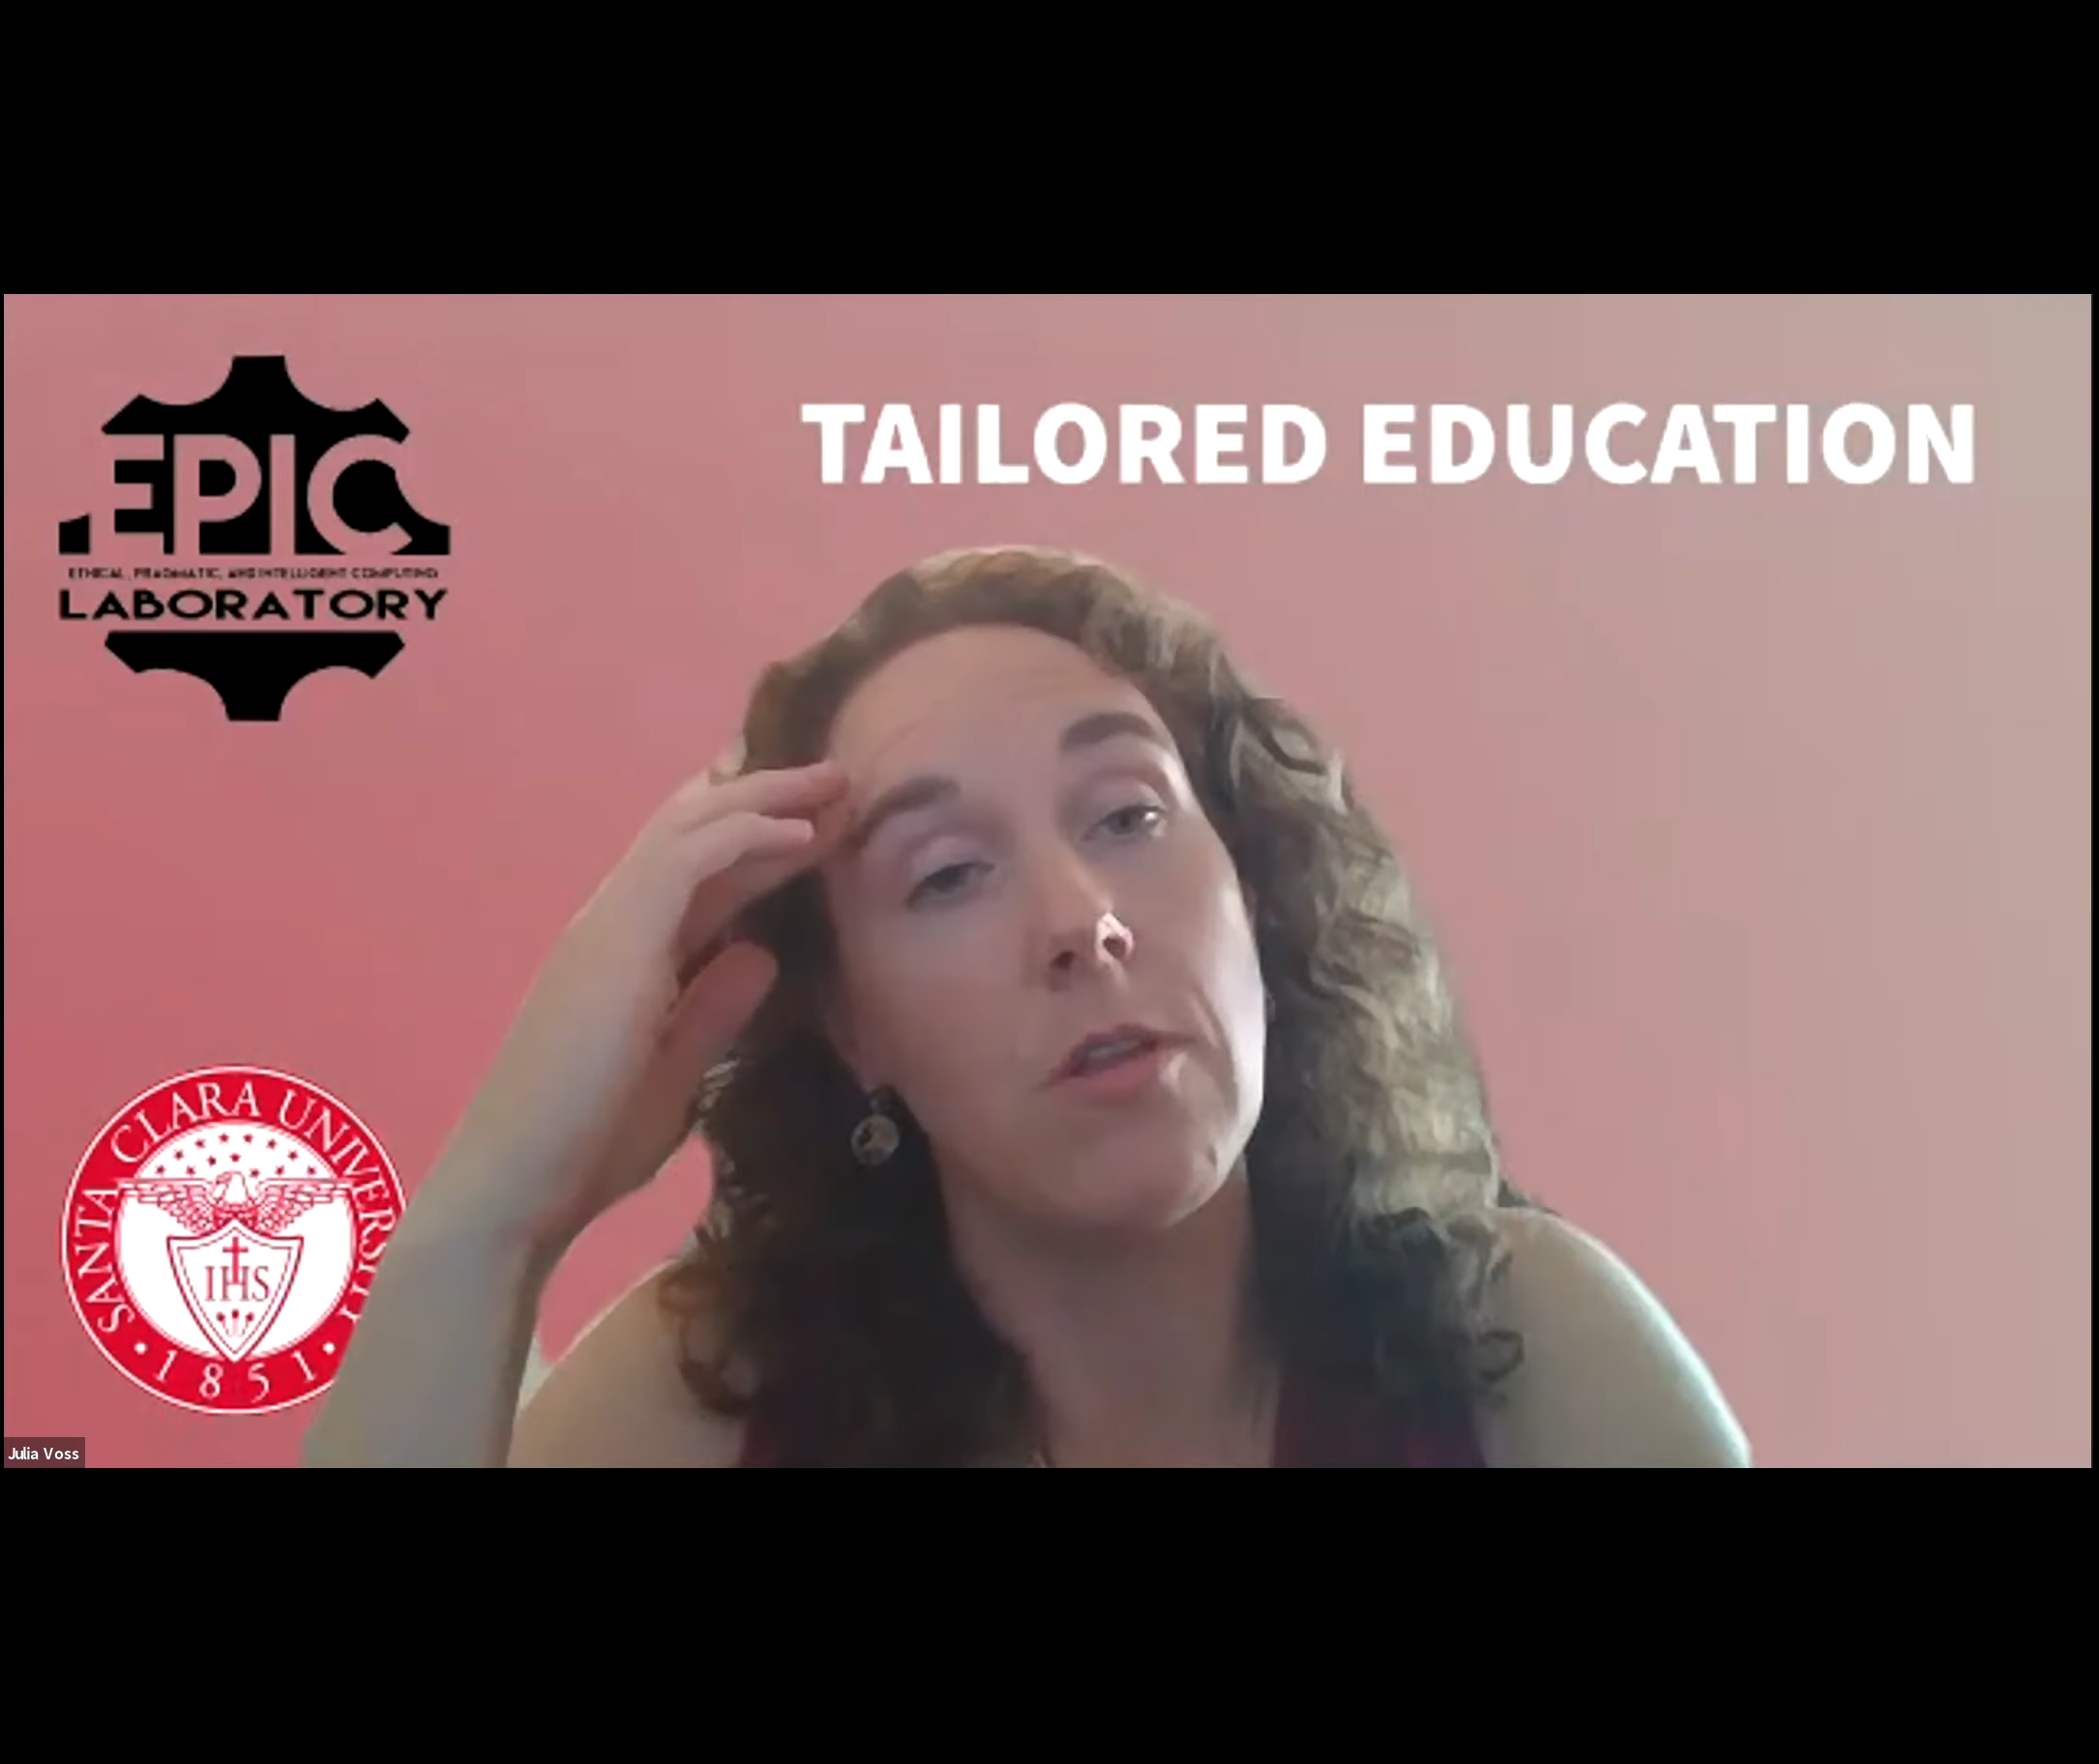 EPIC
ETHICAL, PRAGMATIC, AND INTELLIGENT COMPUTING
LABORATORY
TAILORED EDUCATION
SANTA CLARA UNIVERSITY
IHS
1851
Julia Voss